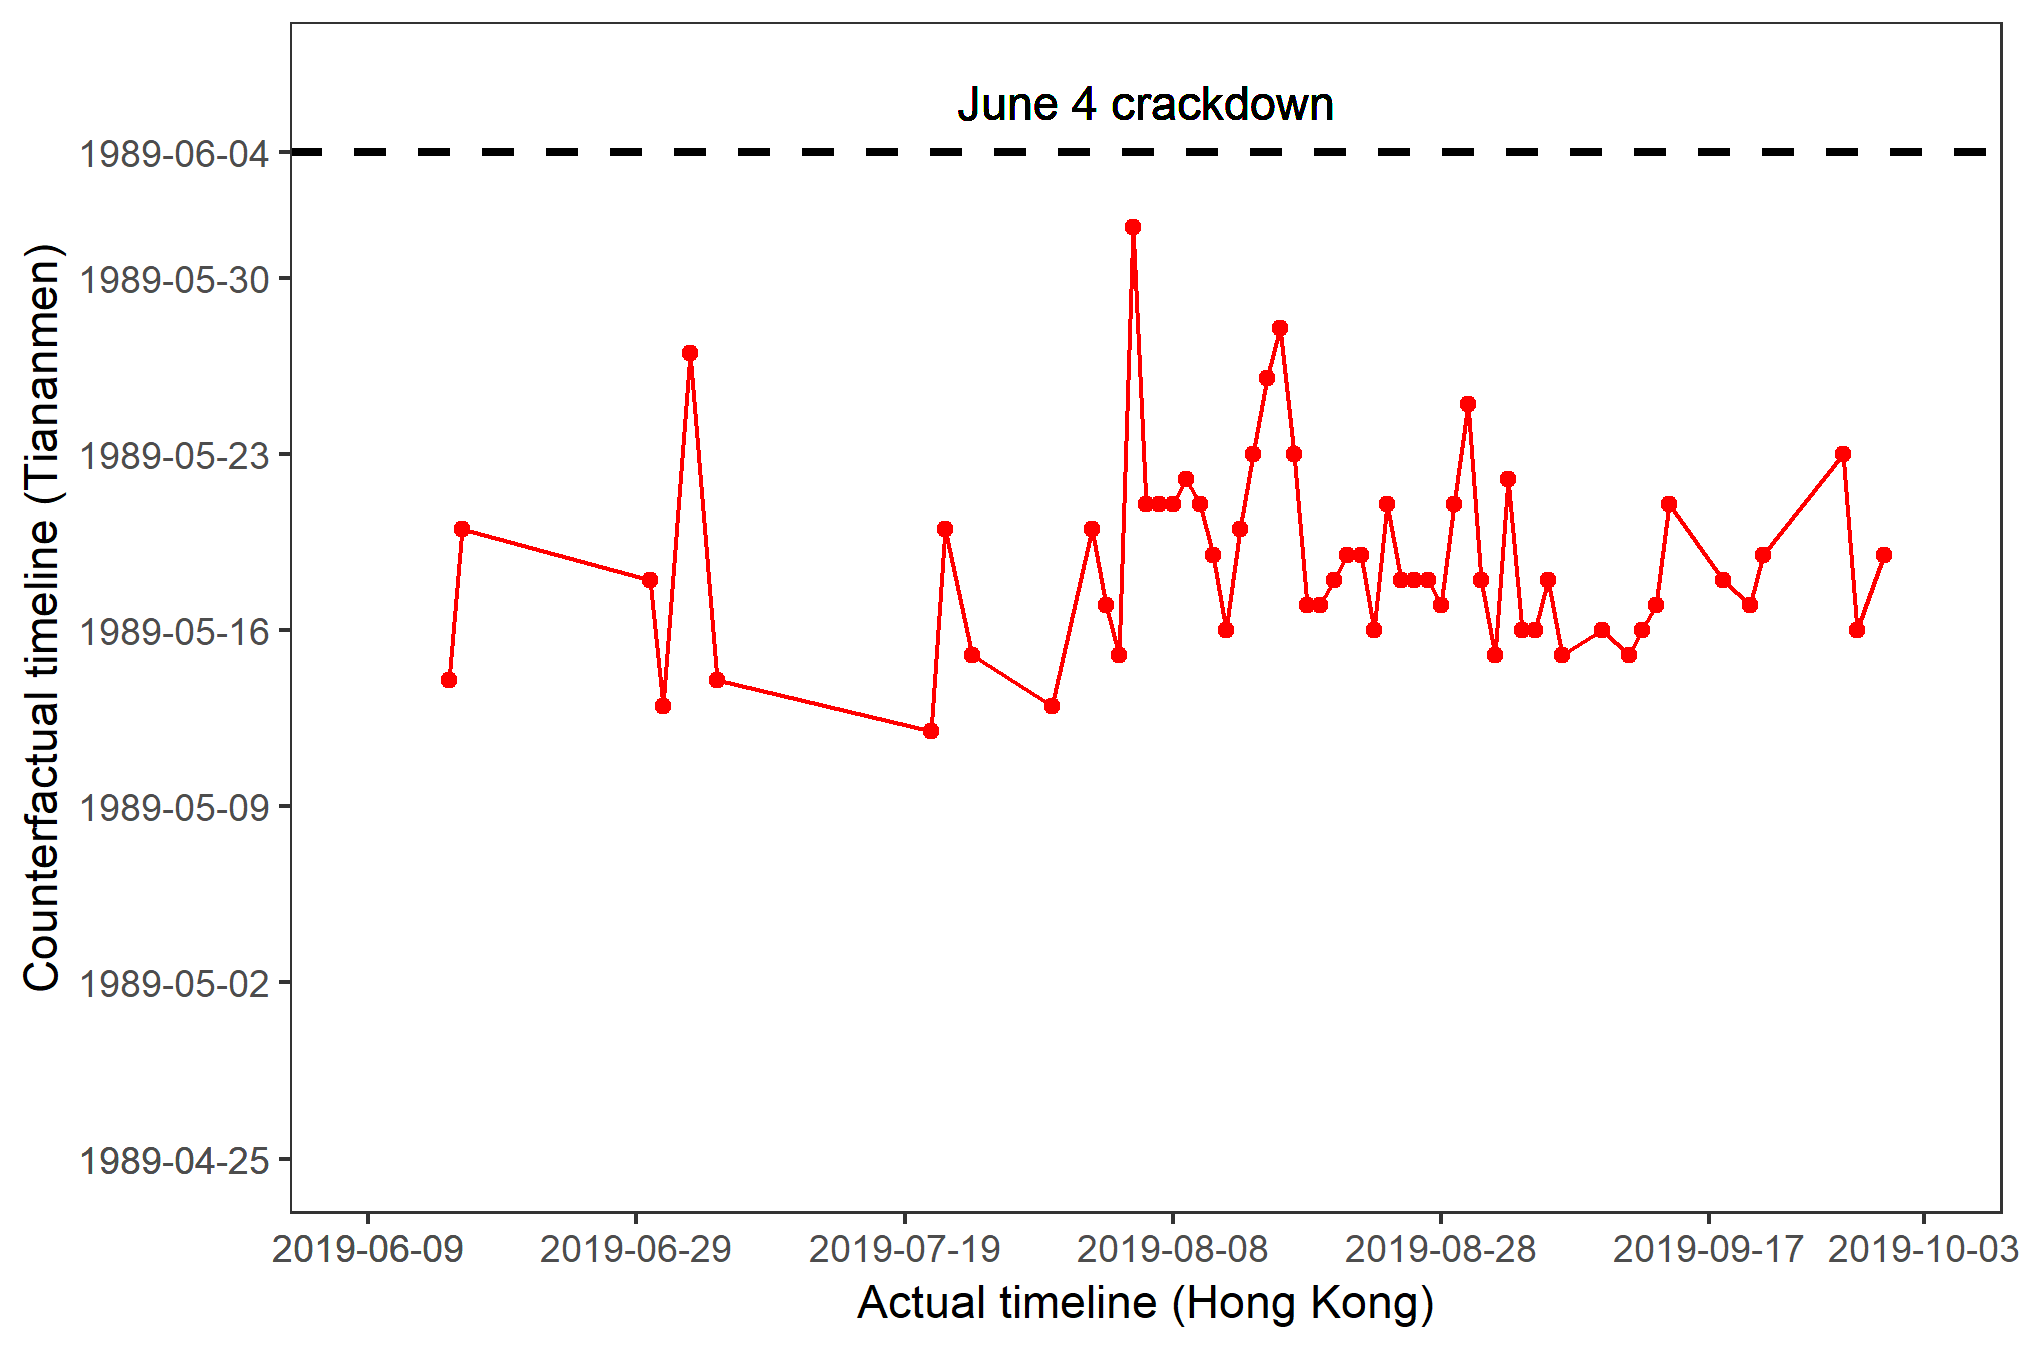 June 4 crackdown
Counterfactual timeline (Tiananmen)
1989-06-04
1989-05-30
1989-05-23
1989-05-16
1989-05-09
1989-05-02
1989-04-25
2019-06-09 2019-06-29 2019-07-19 2019-08-08 2019-08-28 2019-09-17 2019-10-03
Actual timeline (Hong Kong)